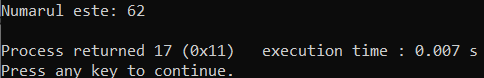 Numarul este: 62
Process returned 17 (0x11)   execution time : 0.007 s
Press any key to continue.